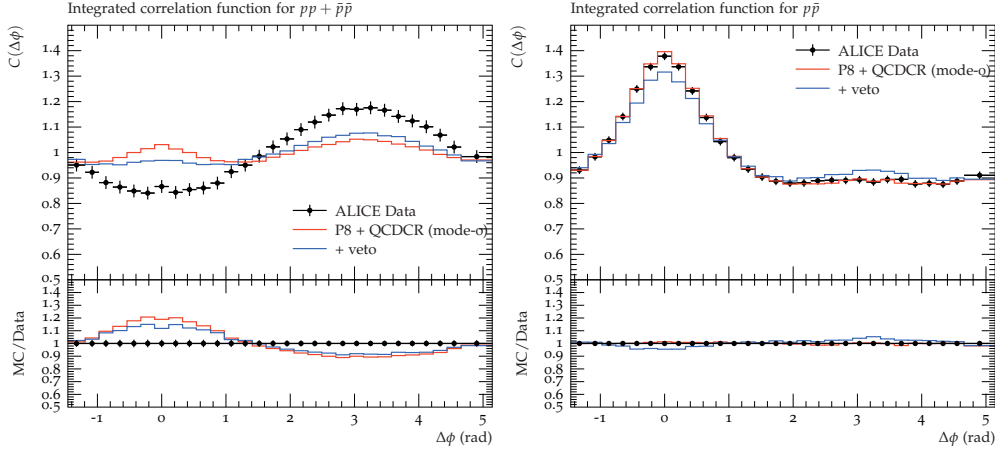 Integrated correlation function for pp + p̄p̄
C(Δϕ)
1.4
1.3
1.2
1.1
1
0.9
0.8
0.7
0.6
0.5
ALICE Data
P8 + QCDCR (mode-0)
+ veto
MC/Data
1.4
1.3
1.2
1.1
1
0.9
0.8
0.7
0.6
0.5
-1 0 1 2 3 4 5
Δϕ (rad)
Integrated correlation function for pp̄
C(Δϕ)
1.4
1.3
1.2
1.1
1
0.9
0.8
0.7
0.6
0.5
ALICE Data
P8 + QCDCR (mode-0)
+ veto
MC/Data
1.4
1.3
1.2
1.1
1
0.9
0.8
0.7
0.6
0.5
-1 0 1 2 3 4 5
Δϕ (rad)